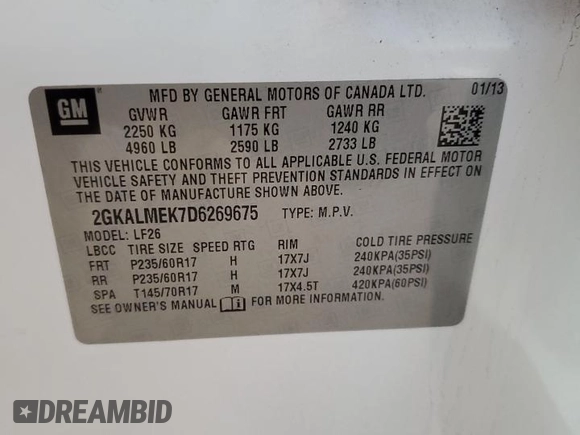 GM
MFD BY GENERAL MOTORS OF CANADA LTD. 01/13
GVWR GAWR FRT GAWR RR
2250 KG 1175 KG 1240 KG
4960 LB 2590 LB 2733 LB
THIS VEHICLE CONFORMS TO ALL APPLICABLE U.S. FEDERAL MOTOR
VEHICLE SAFETY AND THEFT PREVENTION STANDARDS IN EFFECT ON
THE DATE OF MANUFACTURE SHOWN ABOVE.
2GKALMEK7D6269675 TYPE: M.P.V.
MODEL: LF26
LBCC TIRE SIZE SPEED RTG RIM COLD TIRE PRESSURE
FRT P235/60R17 H 17X7J 240KPA(35PSI)
RR P235/60R17 H 17X7J 240KPA(35PSI)
SPA T145/70R17 M 17X4.5T 420KPA(60PSI)
SEE OWNER'S MANUAL FOR MORE INFORMATION.
DREAMBID